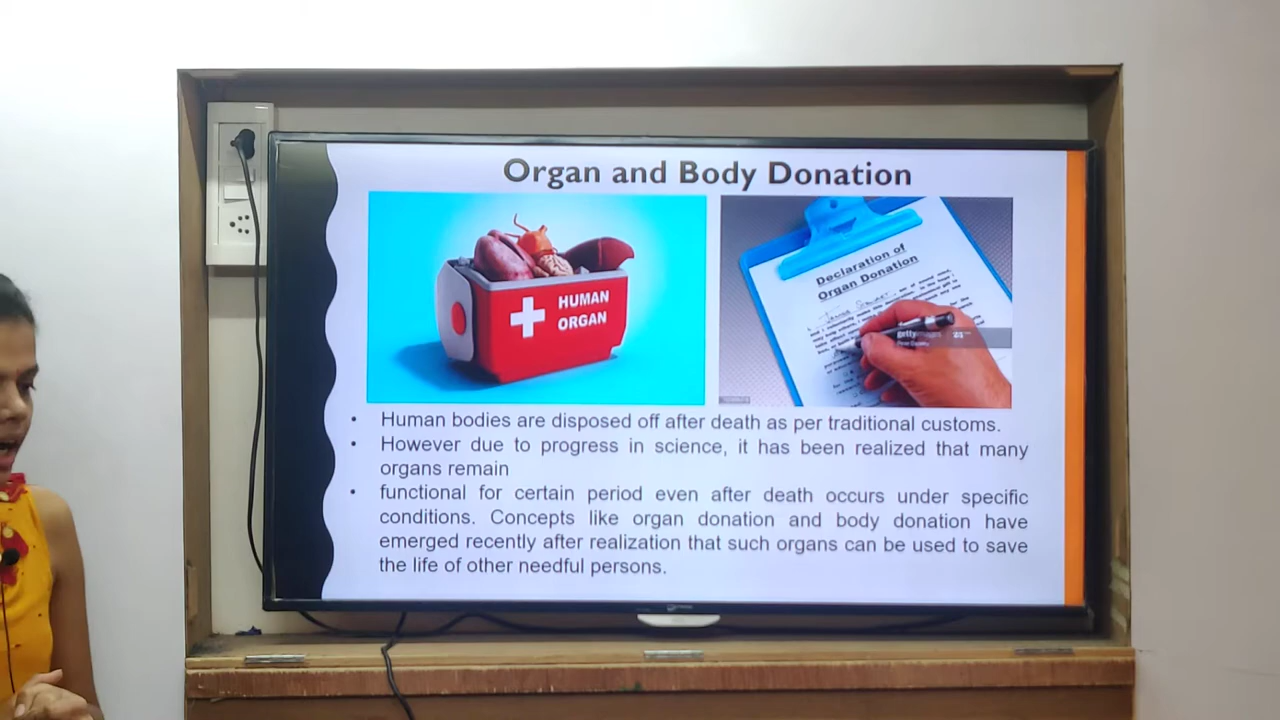 Organ and Body Donation
HUMAN
ORGAN
Declaration of
Organ Donation
gettyimages
• Human bodies are disposed off after death as per traditional customs.
• However due to progress in science, it has been realized that many
organs remain
• functional for certain period even after death occurs under specific
conditions. Concepts like organ donation and body donation have
emerged recently after realization that such organs can be used to save
the life of other needful persons.